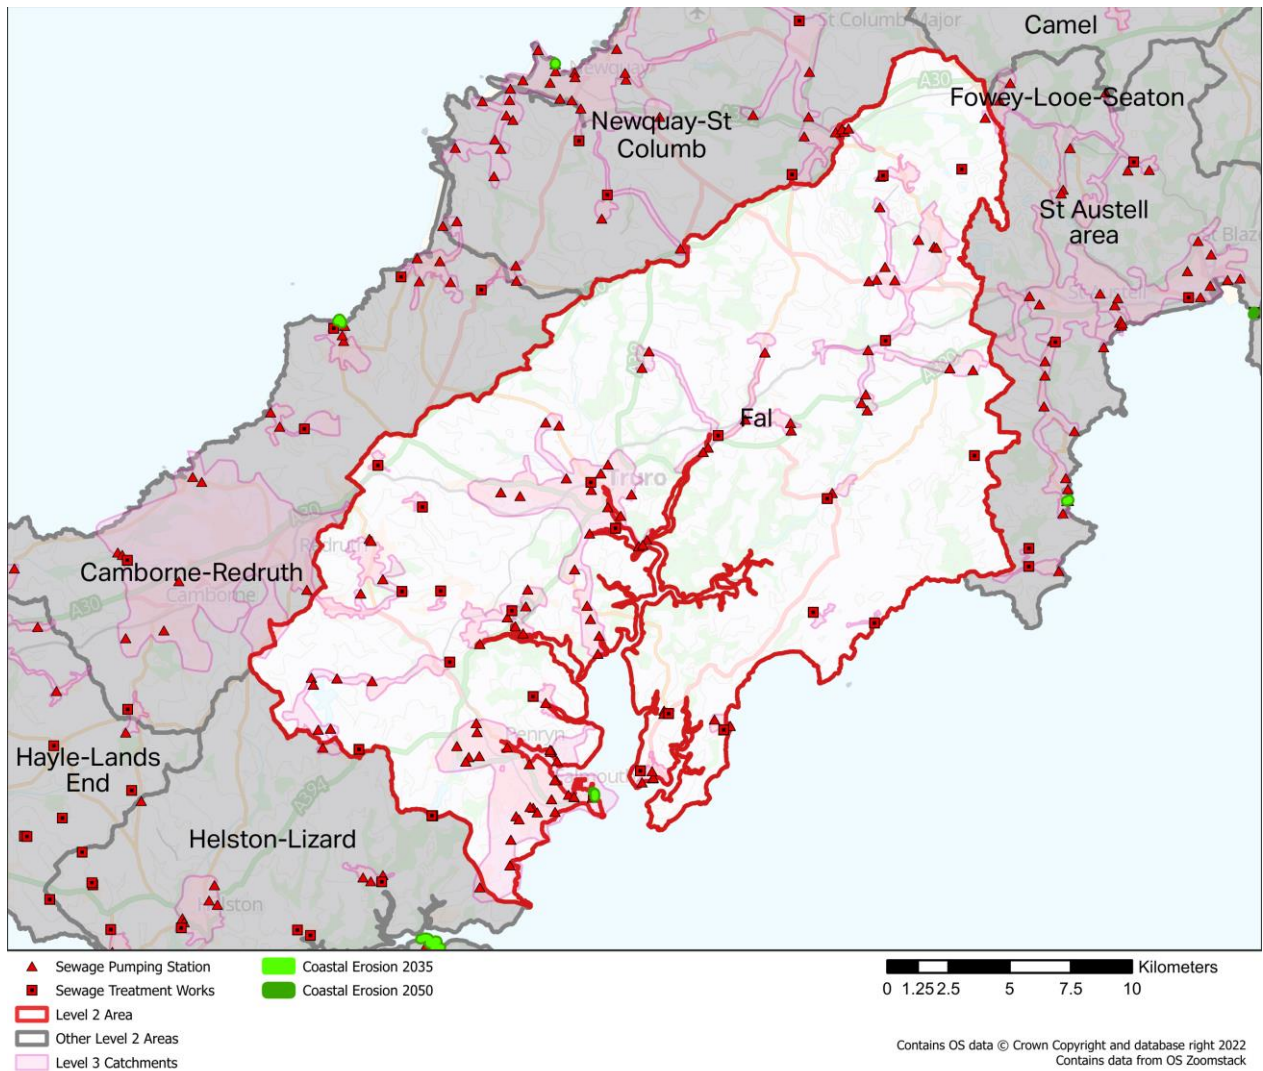 St Columb Major
Camel
Newquay
A30
Fowey-Looe-Seaton
Newquay-St
Columb
St Austell
area
St Blaze
St Austell
Fal
Truro
A30
Redruth
Camborne-Redruth
Camborne
A30
Hayle-Lands
End
Penryn
Falmouth
A394
Helston-Lizard
Helston
Sewage Pumping Station
Sewage Treatment Works
Level 2 Area
Other Level 2 Areas
Level 3 Catchments
Coastal Erosion 2035
Coastal Erosion 2050
Kilometers
0 1.25 2.5 5 7.5 10
Contains OS data © Crown Copyright and database right 2022
Contains data from OS Zoomstack